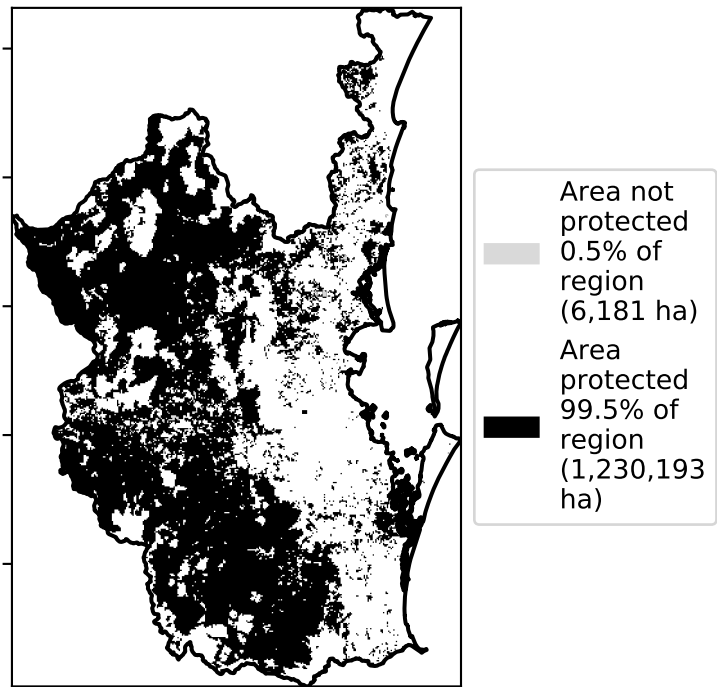 Area not
protected
0.5% of
region
(6,181 ha)
Area
protected
99.5% of
region
(1,230,193
ha)